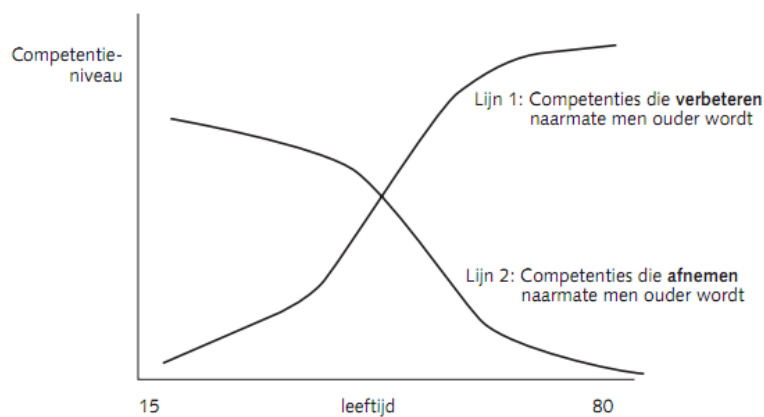 Competentie-
niveau
Lijn 1: Competenties die verbeteren
naarmate men ouder wordt
Lijn 2: Competenties die afnemen
naarmate men ouder wordt
15
leeftijd
80